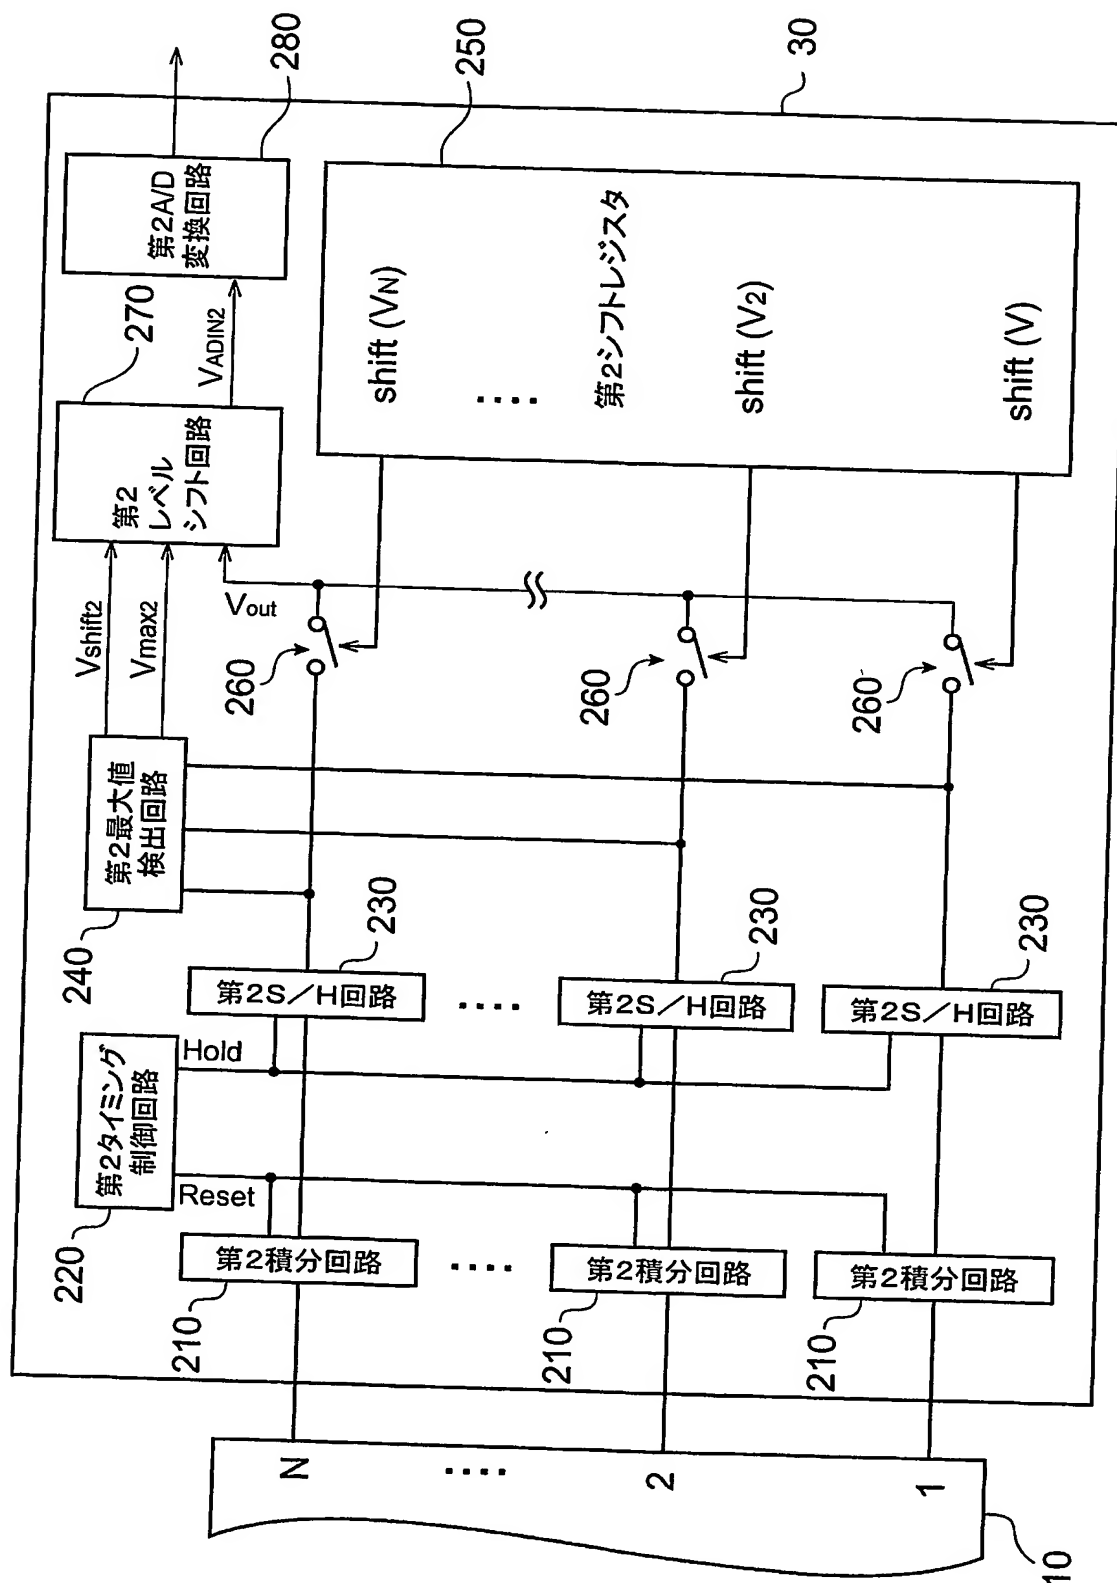 220
第2タイミング
制御回路
Reset
Hold
240
第2最大値
検出回路
Vshift2
Vmax2
Vout
第2
レベル
シフト回路
270
VADIN2
第2A/D
変換回路
280
N
210
第2積分回路
第2S/H回路
230
260
shift (VN)
250
....
....
....
....
第2シフトレジスタ
2
210
第2積分回路
第2S/H回路
230
260
shift (V2)
1
210
第2積分回路
第2S/H回路
230
260
shift (V)
30
10